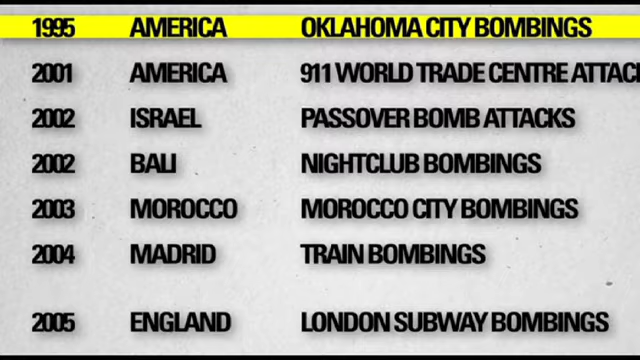 1995 AMERICA OKLAHOMA CITY BOMBINGS
2001 AMERICA 911 WORLD TRADE CENTRE ATTAC
2002 ISRAEL PASSOVER BOMB ATTACKS
2002 BALI NIGHTCLUB BOMBINGS
2003 MOROCCO MOROCCO CITY BOMBINGS
2004 MADRID TRAIN BOMBINGS
2005 ENGLAND LONDON SUBWAY BOMBINGS